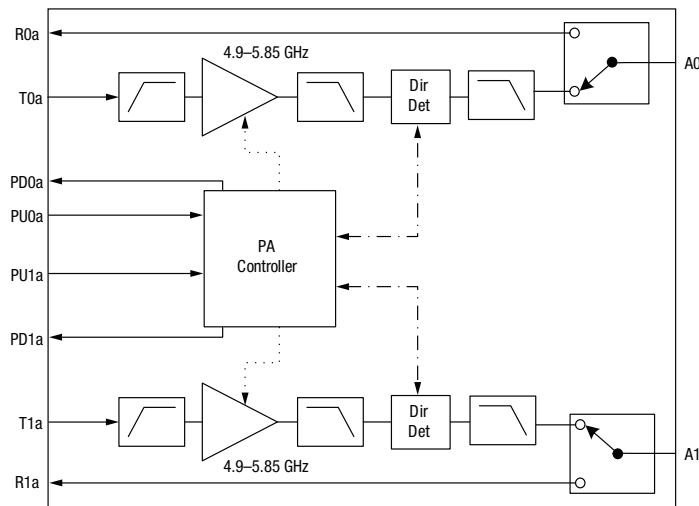 R0a
4.9–5.85 GHz
A0
T0a
Dir
Det
PD0a
PU0a
PA
Controller
PU1a
PD1a
T1a
Dir
Det
4.9–5.85 GHz
A1
R1a